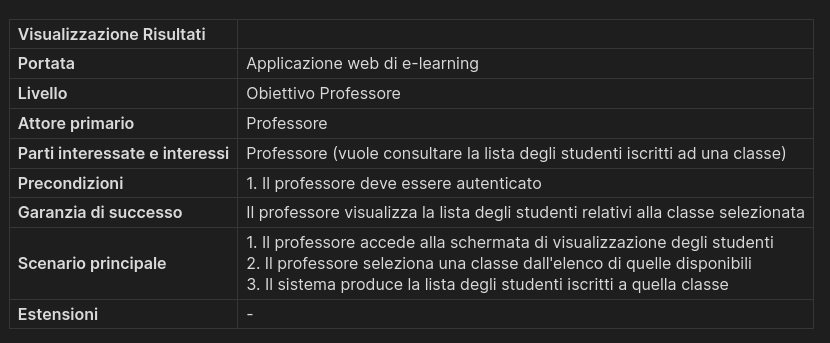 Visualizzazione Risultati
Portata Applicazione web di e-learning
Livello Obiettivo Professore
Attore primario Professore
Parti interessate e interessi Professore (vuole consultare la lista degli studenti iscritti ad una classe)
Precondizioni 1. Il professore deve essere autenticato
Garanzia di successo Il professore visualizza la lista degli studenti relativi alla classe selezionata
Scenario principale 1. Il professore accede alla schermata di visualizzazione degli studenti
2. Il professore seleziona una classe dall'elenco di quelle disponibili
3. Il sistema produce la lista degli studenti iscritti a quella classe
Estensioni -